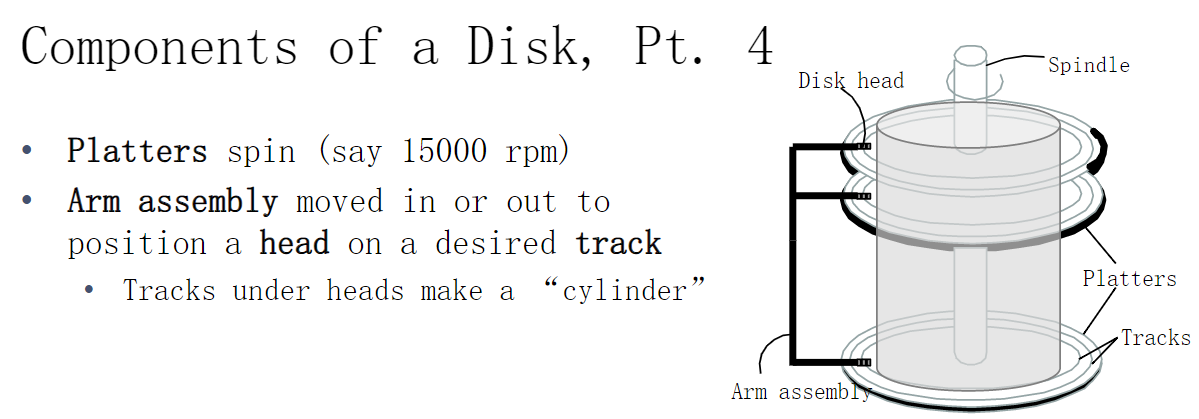 Components of a Disk, Pt. 4
• Platters spin (say 15000 rpm)
• Arm assembly moved in or out to
position a head on a desired track
• Tracks under heads make a “cylinder”
Spindle
Disk head
Platters
Tracks
Arm assembly